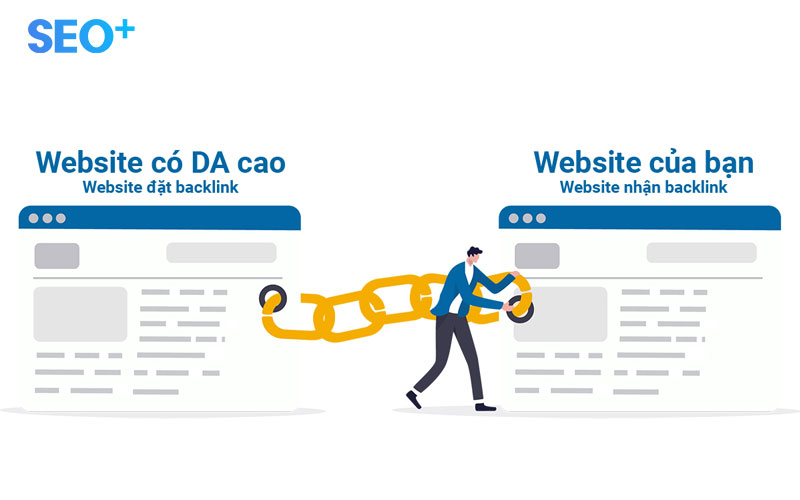 SEO+
Website có DA cao
Website đặt backlink
Website của bạn
Website nhận backlink